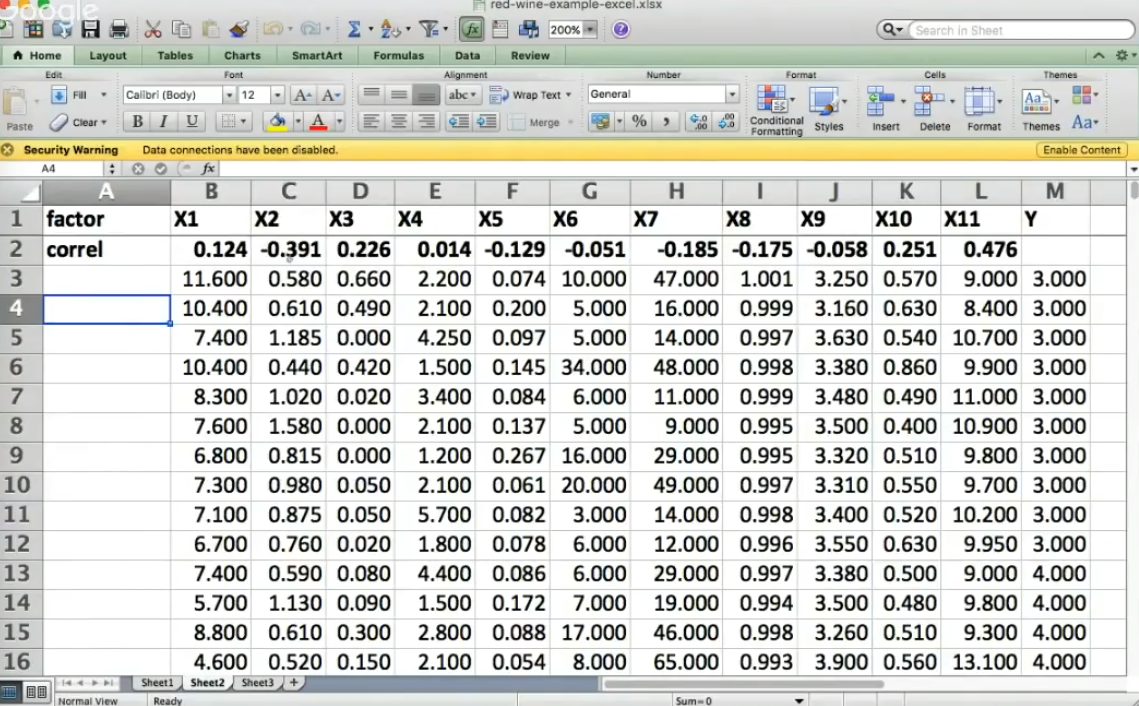 Google
red-wine-example-excel.xlsx
fx 200% Search in Sheet
Home Layout Tables Charts SmartArt Formulas Data Review
Edit Font Alignment Number Format Cells Themes
Fill Calibri (Body) 12 A A abc Wrap Text General
Paste Clear B I U A Merge % , .0 .00 .00 .0 Conditional Formatting Styles Insert Delete Format Themes Aa
Security Warning Data connections have been disabled. Enable Content
A4 fx
A B C D E F G H I J K L M
1 factor X1 X2 X3 X4 X5 X6 X7 X8 X9 X10 X11 Y
2 correl 0.124 -0.391 0.226 0.014 -0.129 -0.051 -0.185 -0.175 -0.058 0.251 0.476
3 11.600 0.580 0.660 2.200 0.074 10.000 47.000 1.001 3.250 0.570 9.000 3.000
4 10.400 0.610 0.490 2.100 0.200 5.000 16.000 0.999 3.160 0.630 8.400 3.000
5 7.400 1.185 0.000 4.250 0.097 5.000 14.000 0.997 3.630 0.540 10.700 3.000
6 10.400 0.440 0.420 1.500 0.145 34.000 48.000 0.998 3.380 0.860 9.900 3.000
7 8.300 1.020 0.020 3.400 0.084 6.000 11.000 0.999 3.480 0.490 11.000 3.000
8 7.600 1.580 0.000 2.100 0.137 5.000 9.000 0.995 3.500 0.400 10.900 3.000
9 6.800 0.815 0.000 1.200 0.267 16.000 29.000 0.995 3.320 0.510 9.800 3.000
10 7.300 0.980 0.050 2.100 0.061 20.000 49.000 0.997 3.310 0.550 9.700 3.000
11 7.100 0.875 0.050 5.700 0.082 3.000 14.000 0.998 3.400 0.520 10.200 3.000
12 6.700 0.760 0.020 1.800 0.078 6.000 12.000 0.996 3.550 0.630 9.950 3.000
13 7.400 0.590 0.080 4.400 0.086 6.000 29.000 0.997 3.380 0.500 9.000 4.000
14 5.700 1.130 0.090 1.500 0.172 7.000 19.000 0.994 3.500 0.480 9.800 4.000
15 8.800 0.610 0.300 2.800 0.088 17.000 46.000 0.998 3.260 0.510 9.300 4.000
16 4.600 0.520 0.150 2.100 0.054 8.000 65.000 0.993 3.900 0.560 13.100 4.000
Sheet1 Sheet2 Sheet3 +
Normal View Ready Sum=0